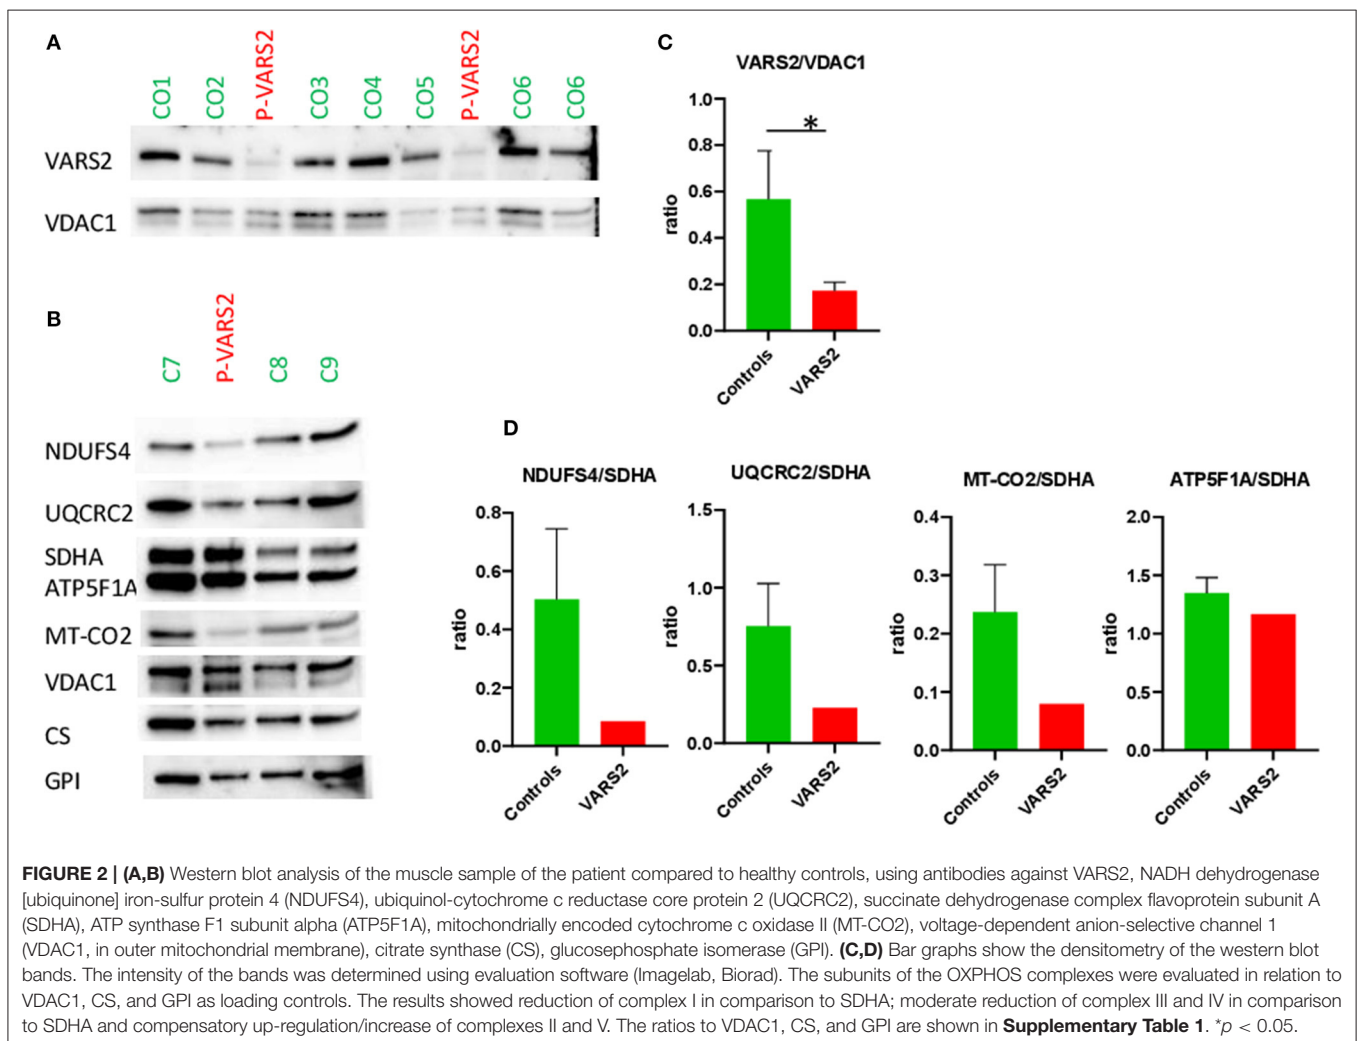 A
CO1 CO2 P-VARS2 CO3 CO4 CO5 P-VARS2 CO6 CO6
VARS2
VDAC1
B
C7 P-VARS2 C8 C9
NDUFS4
UQCRC2
SDHA
ATP5F1A
MT-CO2
VDAC1
CS
GPI
C
VARS2/VDAC1
*
ratio
1.0
0.8
0.6
0.4
0.2
0.0
Controls VARS2
D
NDUFS4/SDHA
ratio
0.8
0.6
0.4
0.2
0.0
Controls VARS2
UQCRC2/SDHA
ratio
1.5
1.0
0.5
0.0
Controls VARS2
MT-CO2/SDHA
ratio
0.4
0.3
0.2
0.1
0.0
Controls VARS2
ATP5F1A/SDHA
ratio
2.0
1.5
1.0
0.5
0.0
Controls VARS2
FIGURE 2 | (A,B) Western blot analysis of the muscle sample of the patient compared to healthy controls, using antibodies against VARS2, NADH dehydrogenase
[ubiquinone] iron-sulfur protein 4 (NDUFS4), ubiquinol-cytochrome c reductase core protein 2 (UQCRC2), succinate dehydrogenase complex flavoprotein subunit A
(SDHA), ATP synthase F1 subunit alpha (ATP5F1A), mitochondrially encoded cytochrome c oxidase II (MT-CO2), voltage-dependent anion-selective channel 1
(VDAC1, in outer mitochondrial membrane), citrate synthase (CS), glucosephosphate isomerase (GPI). (C,D) Bar graphs show the densitometry of the western blot
bands. The intensity of the bands was determined using evaluation software (Imagelab, Biorad). The subunits of the OXPHOS complexes were evaluated in relation to
VDAC1, CS, and GPI as loading controls. The results showed reduction of complex I in comparison to SDHA; moderate reduction of complex III and IV in comparison
to SDHA and compensatory up-regulation/increase of complexes II and V. The ratios to VDAC1, CS, and GPI are shown in Supplementary Table 1. *p < 0.05.